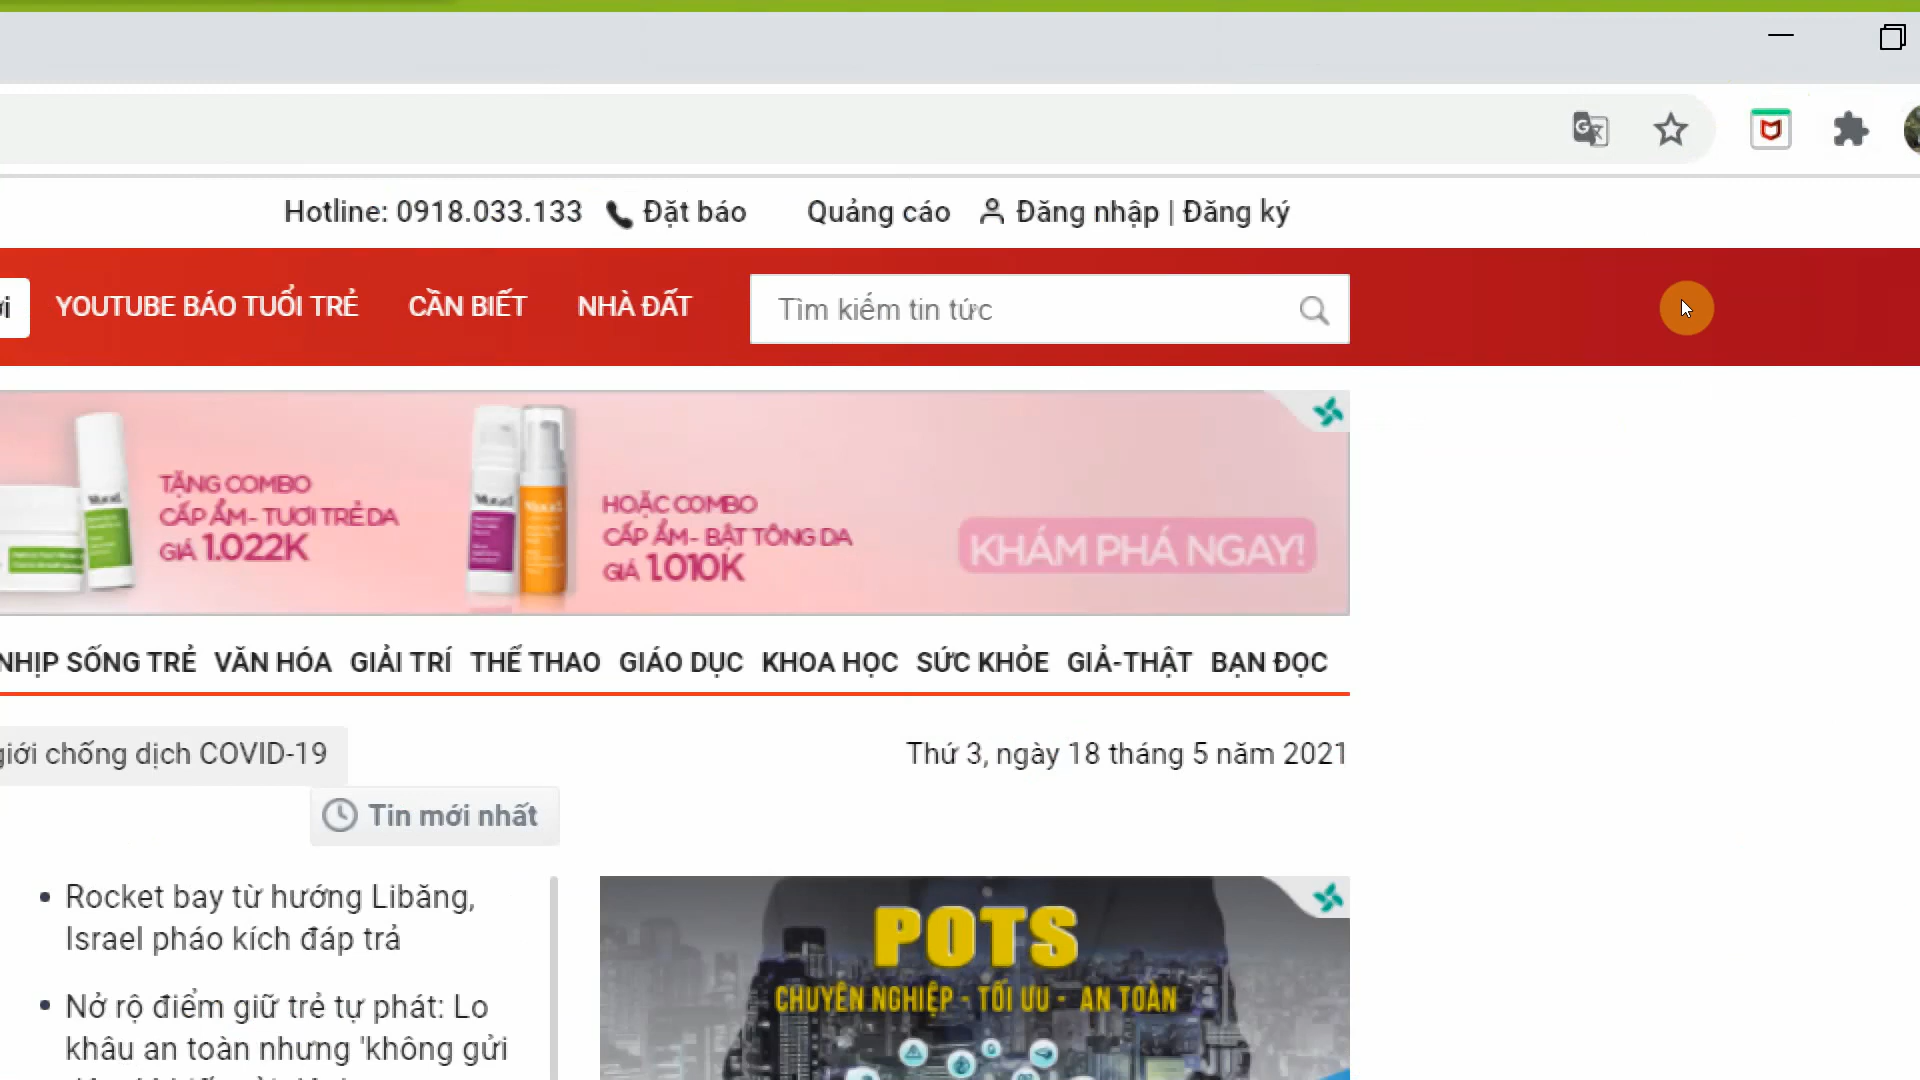 Hotline: 0918.033.133 Đặt báo Quảng cáo Đăng nhập | Đăng ký
YOUTUBE BÁO TUỔI TRẺ CẦN BIẾT NHÀ ĐẤT Tìm kiếm tin tức
TẶNG COMBO
CẤP ẨM - TƯƠI TRẺ DA
GIÁ 1.022K
HOẶC COMBO
CẤP ẨM - BẬT TÔNG DA
GIÁ 1.010K
KHÁM PHÁ NGAY!
NHỊP SỐNG TRẺ VĂN HÓA GIẢI TRÍ THỂ THAO GIÁO DỤC KHOA HỌC SỨC KHỎE GIẢ-THẬT BẠN ĐỌC
giới chống dịch COVID-19
Thứ 3, ngày 18 tháng 5 năm 2021
Tin mới nhất
Rocket bay từ hướng Libăng,
Israel pháo kích đáp trả
Nở rộ điểm giữ trẻ tự phát: Lo
khâu an toàn nhưng 'không gửi
POTS
CHUYÊN NGHIỆP - TỐI ƯU - AN TOÀN